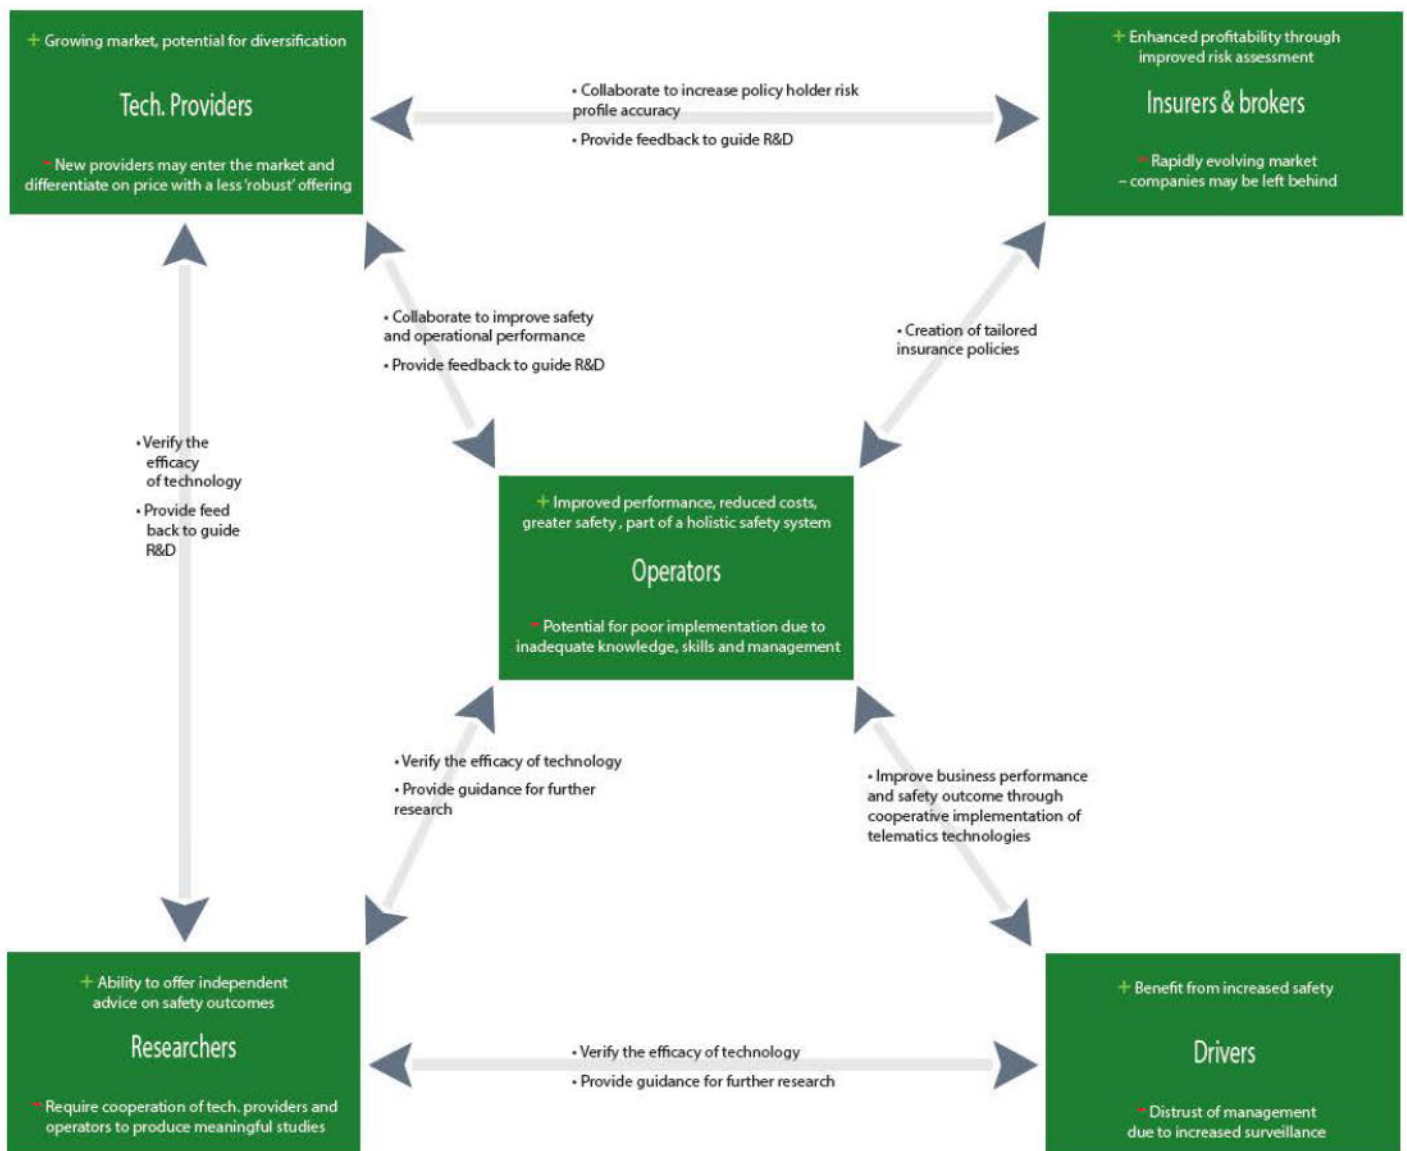 + Growing market, potential for diversification
Tech. Providers
- New providers may enter the market and
differentiate on price with a less 'robust' offering
• Collaborate to increase policy holder risk
profile accuracy
• Provide feedback to guide R&D
+ Enhanced profitability through
improved risk assessment
Insurers & brokers
- Rapidly evolving market
– companies may be left behind
• Collaborate to improve safety
and operational performance
• Provide feedback to guide R&D
• Creation of tailored
insurance policies
• Verify the
efficacy
of technology
• Provide feed
back to guide
R&D
+ Improved performance, reduced costs,
greater safety , part of a holistic safety system
Operators
- Potential for poor implementation due to
inadequate knowledge, skills and management
• Verify the efficacy of technology
• Provide guidance for further
research
• Improve business performance
and safety outcome through
cooperative implementation of
telematics technologies
+ Ability to offer independent
advice on safety outcomes
Researchers
- Require cooperation of tech. providers and
operators to produce meaningful studies
• Verify the efficacy of technology
• Provide guidance for further research
+ Benefit from increased safety
Drivers
- Distrust of management
due to increased surveillance